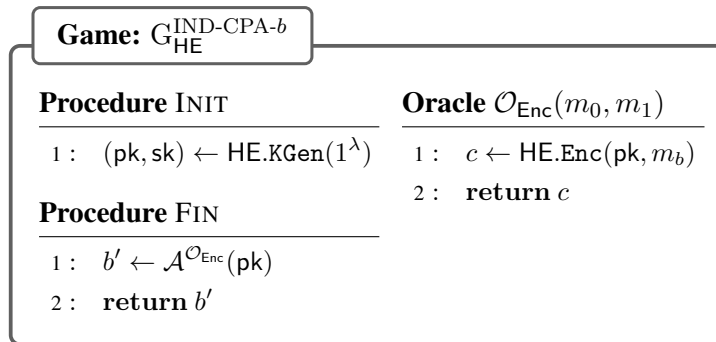 Game: G_HE^IND-CPA-b
Procedure INIT
1 : (pk, sk) ← HE.KGen(1^λ)
Procedure FIN
1 : b′ ← 𝒜^{𝒪_Enc}(pk)
2 : return b′
Oracle 𝒪_Enc(m_0, m_1)
1 : c ← HE.Enc(pk, m_b)
2 : return c